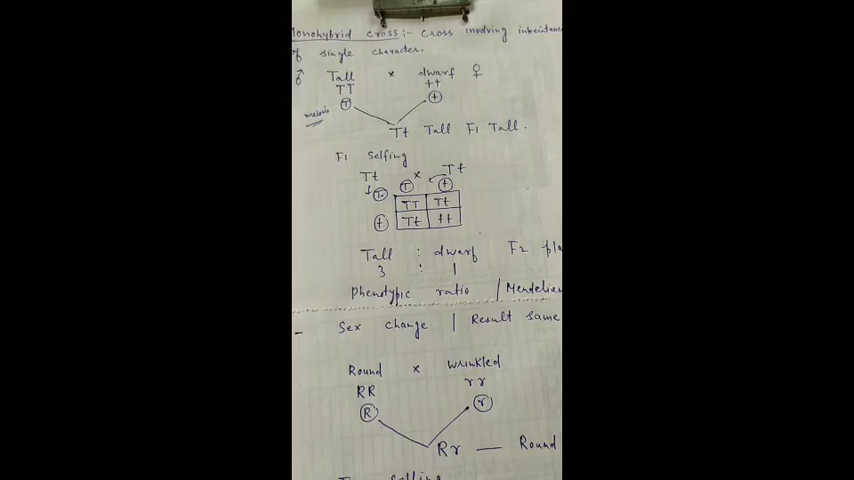 Monohybrid cross :- Cross involving inheritance
of single character.
♂ Tall × dwarf ♀
TT tt
T t
meiosis
Tt Tall F1 Tall.
F1 Selfing
Tt × Tt
T T t
TT Tt
t Tt tt
Tall : dwarf F2 pla
3 : 1
Phenotypic ratio | Mendelian
- Sex change | Result same
Round × wrinkled
RR rr
R r
Rr — Round
selfing